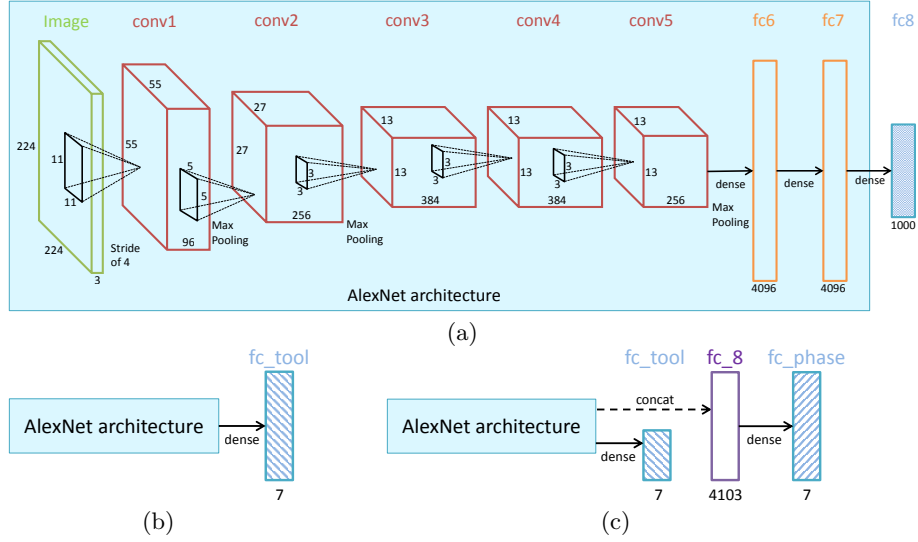 Image conv1 conv2 conv3 conv4 conv5 fc6 fc7 fc8
224
11
11
224
3
Stride
of 4
55
55
5
5
96
Max
Pooling
27
27
3
3
256
Max
Pooling
13
13
3
3
384
13
13
3
3
384
13
13
256
dense
Max
Pooling
4096
dense
4096
dense
1000
AlexNet architecture
(a)
fc_tool
AlexNet architecture
dense
7
(b)
fc_tool fc_8 fc_phase
concat
AlexNet architecture
dense
dense
7
4103
7
(c)